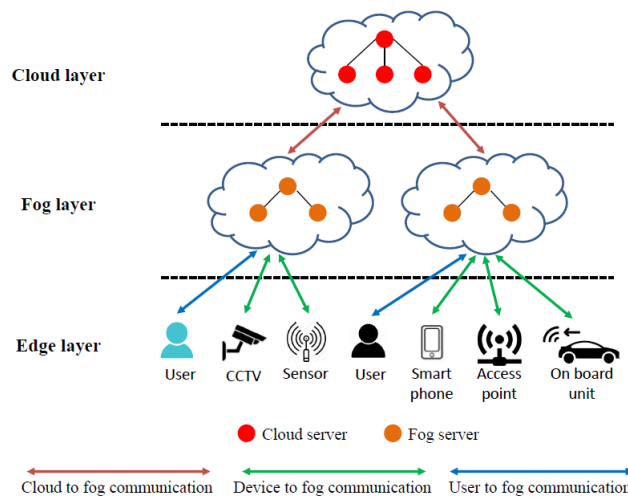 Cloud layer
Fog layer
Edge layer
User
CCTV
Sensor
User
Smart
phone
Access
point
On board
unit
Cloud server
Fog server
Cloud to fog communication
Device to fog communication
User to fog communication